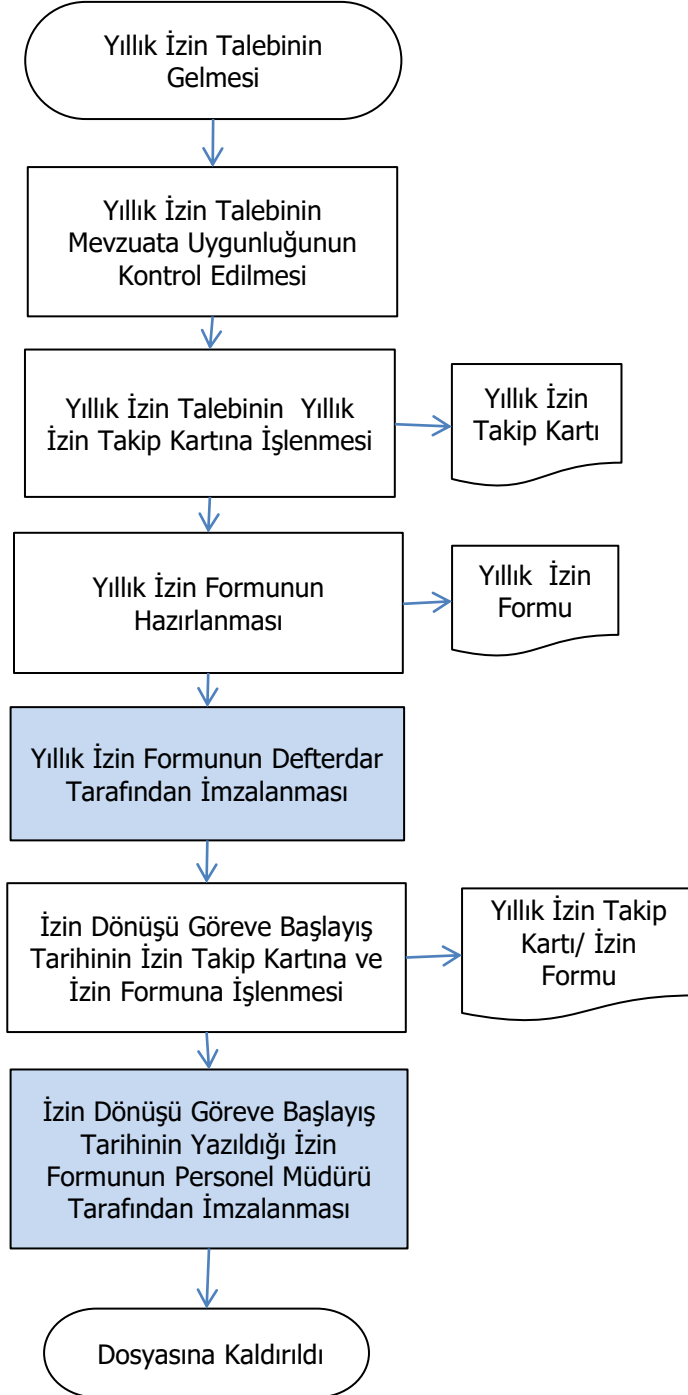 Yıllık İzin Talebinin
Gelmesi
Yıllık İzin Talebinin
Mevzuata Uygunluğunun
Kontrol Edilmesi
Yıllık İzin Talebinin  Yıllık
İzin Takip Kartına İşlenmesi
Yıllık İzin
Takip Kartı
Yıllık İzin Formunun
Hazırlanması
Yıllık  İzin
Formu
Yıllık İzin Formunun Defterdar
Tarafından İmzalanması
İzin Dönüşü Göreve Başlayış
Tarihinin İzin Takip Kartına ve
İzin Formuna İşlenmesi
Yıllık İzin Takip
Kartı/ İzin
Formu
İzin Dönüşü Göreve Başlayış
Tarihinin Yazıldığı İzin
Formunun Personel Müdürü
Tarafından İmzalanması
Dosyasına Kaldırıldı